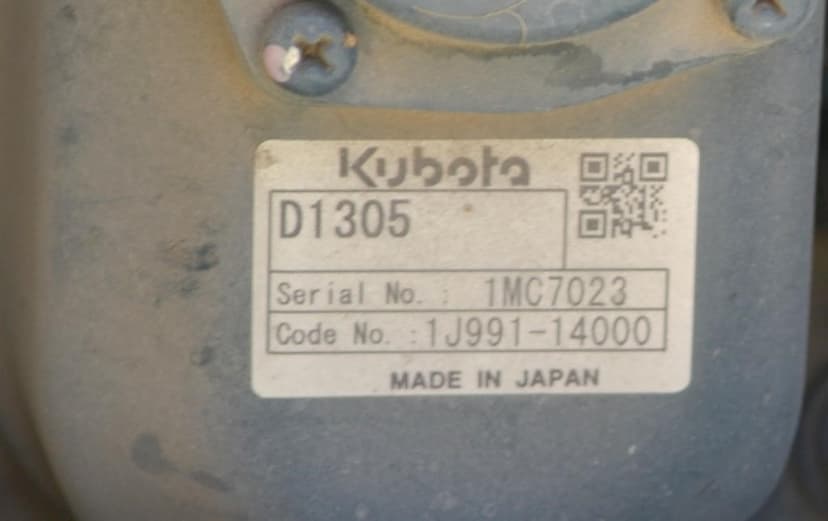 Kubota
D1305
Serial No. : 1MC7023
Code No. :1J991-14000
MADE IN JAPAN